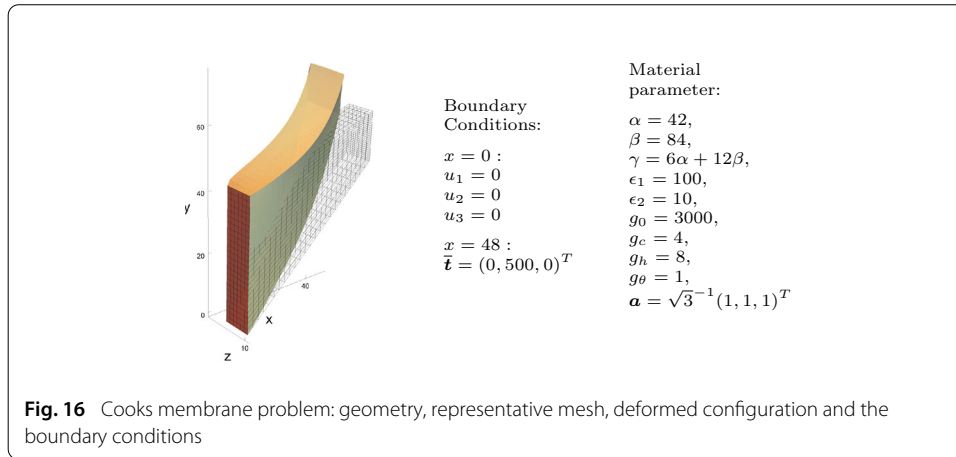 60
40
y
20
0
40
x
10
z
Boundary
Conditions:
x = 0 :
u₁ = 0
u₂ = 0
u₃ = 0
x = 48 :
t̄ = (0, 500, 0)ᵀ
Material
parameter:
α = 42,
β = 84,
γ = 6α + 12β,
ϵ₁ = 100,
ϵ₂ = 10,
g₀ = 3000,
g_c = 4,
g_h = 8,
g_θ = 1,
a = √3⁻¹(1, 1, 1)ᵀ
Fig. 16 Cooks membrane problem: geometry, representative mesh, deformed configuration and the
boundary conditions